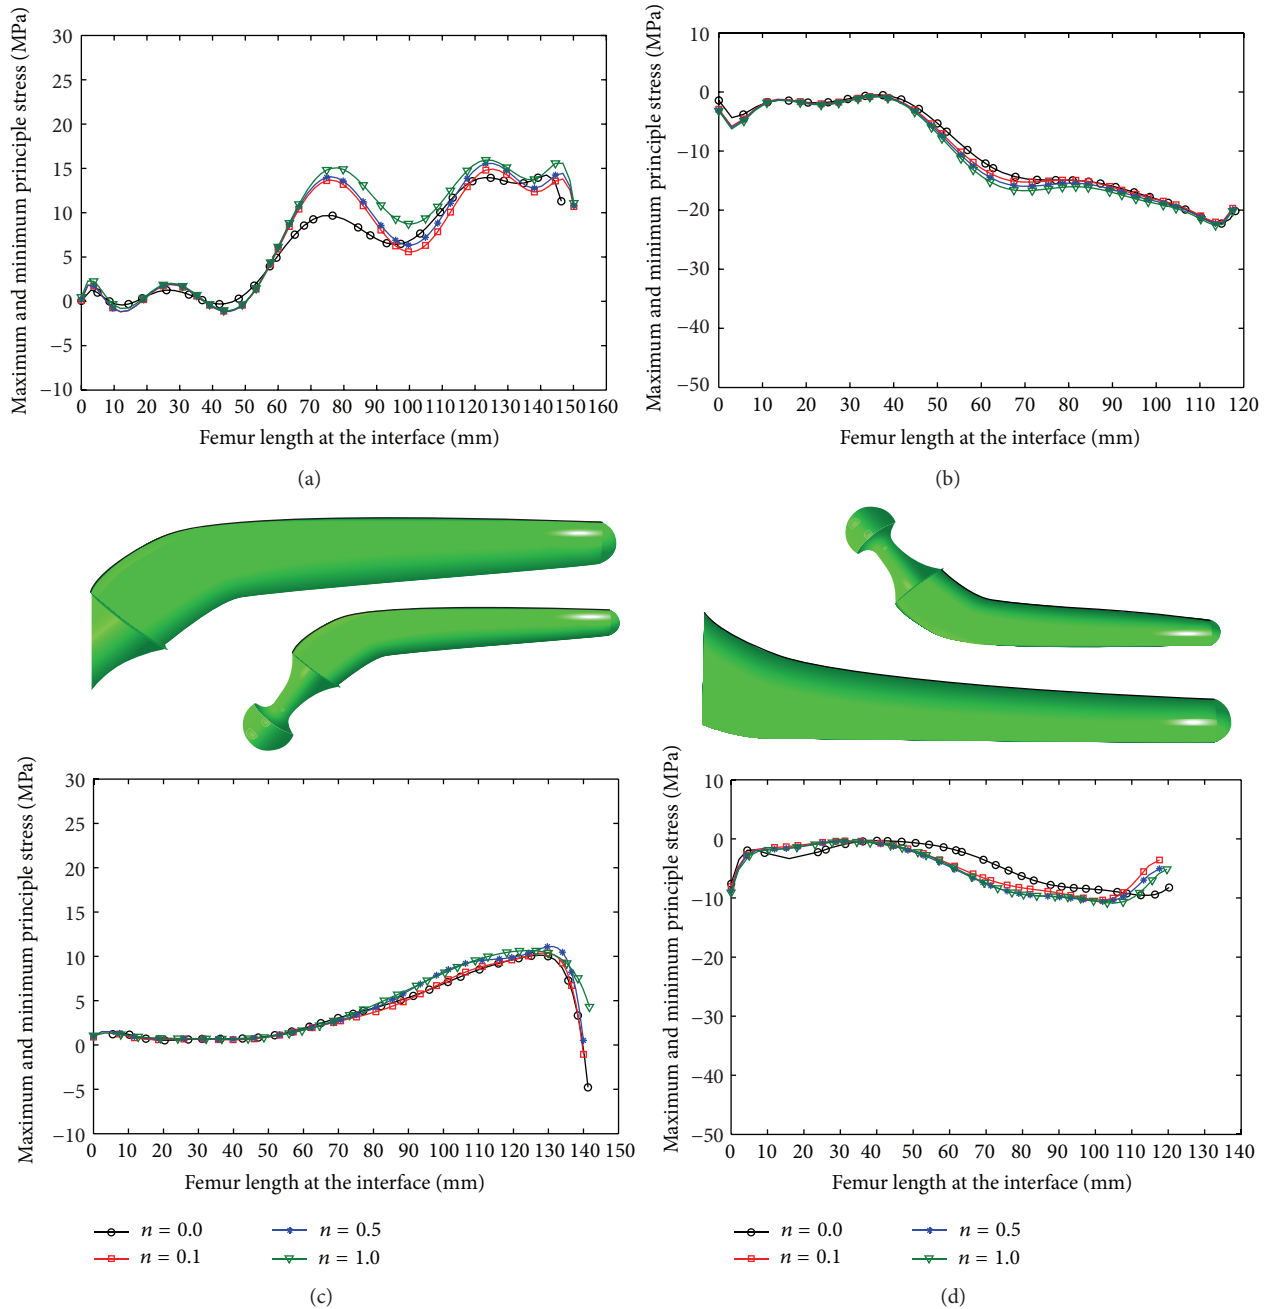 Maximum and minimum principle stress (MPa)
30
25
20
15
10
5
0
−5
−10
0 10 20 30 40 50 60 70 80 90 100 110 120 130 140 150 160
Femur length at the interface (mm)
(a)
Maximum and minimum principle stress (MPa)
10
0
−10
−20
−30
−40
−50
0 10 20 30 40 50 60 70 80 90 100 110 120
Femur length at the interface (mm)
(b)
Maximum and minimum principle stress (MPa)
30
25
20
15
10
5
0
−5
−10
0 10 20 30 40 50 60 70 80 90 100 110 120 130 140 150
Femur length at the interface (mm)
n = 0.0
n = 0.1
n = 0.5
n = 1.0
(c)
Maximum and minimum principle stress (MPa)
10
0
−10
−20
−30
−40
−50
0 10 20 30 40 50 60 70 80 90 100 110 120 130 140
Femur length at the interface (mm)
n = 0.0
n = 0.1
n = 0.5
n = 1.0
(d)